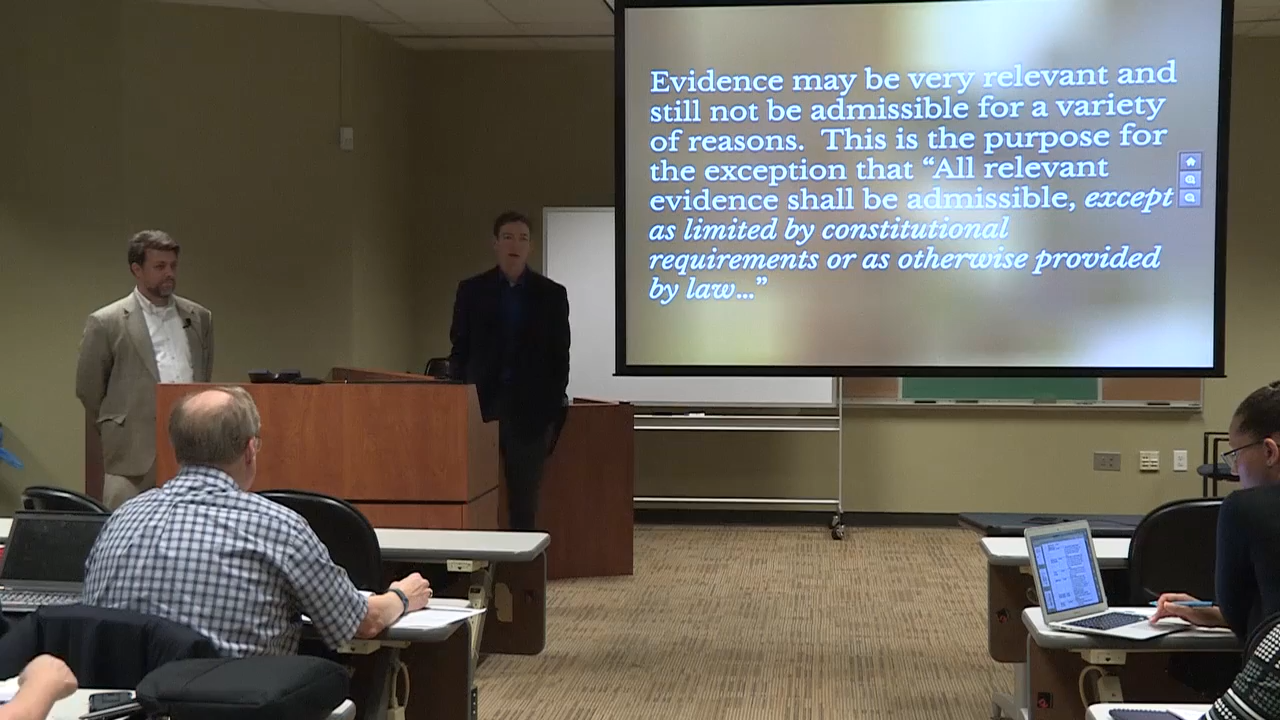 Evidence may be very relevant and
still not be admissible for a variety
of reasons.  This is the purpose for
the exception that “All relevant
evidence shall be admissible, except
as limited by constitutional
requirements or as otherwise provided
by law...”